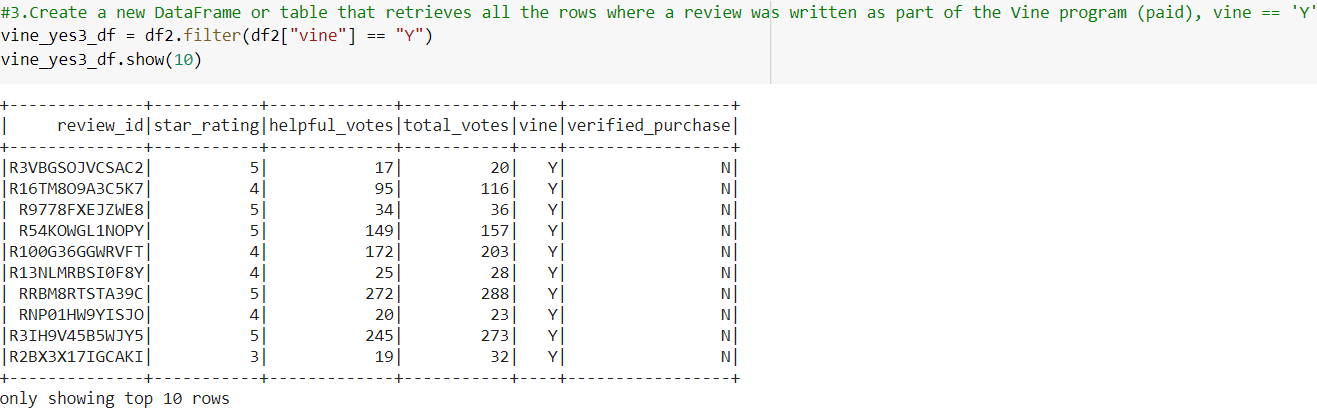 #3.Create a new DataFrame or table that retrieves all the rows where a review was written as part of the Vine program (paid), vine == 'Y'
vine_yes3_df = df2.filter(df2["vine"] == "Y")
vine_yes3_df.show(10)
+--------------+-----------+-------------+-----------+----+-----------------+
|     review_id|star_rating|helpful_votes|total_votes|vine|verified_purchase|
+--------------+-----------+-------------+-----------+----+-----------------+
|R3VBGSOJVCSAC2|          5|           17|         20|   Y|                N|
|R16TM8O9A3C5K7|          4|           95|        116|   Y|                N|
| R9778FXEJZWE8|          5|           34|         36|   Y|                N|
| R54KOWGL1NOPY|          5|          149|        157|   Y|                N|
|R100G36GGWRVFT|          4|          172|        203|   Y|                N|
|R13NLMRBSI0F8Y|          4|           25|         28|   Y|                N|
| RRBM8RTSTA39C|          5|          272|        288|   Y|                N|
| RNP01HW9YISJO|          4|           20|         23|   Y|                N|
|R3IH9V45B5WJY5|          5|          245|        273|   Y|                N|
|R2BX3X17IGCAKI|          3|           19|         32|   Y|                N|
+--------------+-----------+-------------+-----------+----+-----------------+
only showing top 10 rows